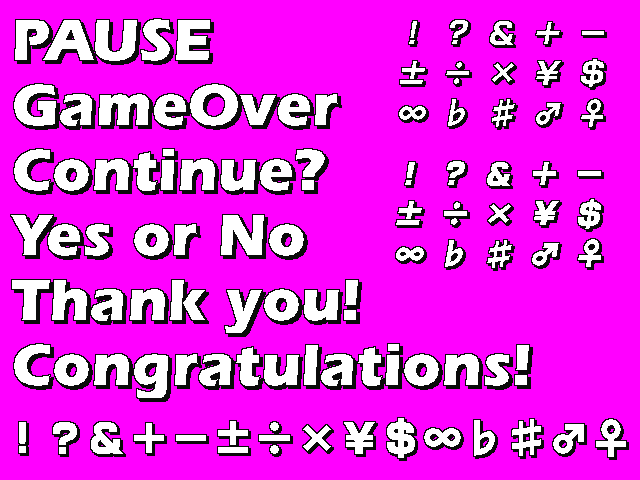 PAUSE
GameOver
Continue?
Yes or No
Thank you!
Congratulations!
! ? & + −
± ÷ × ¥ $
∞ ♭ ♯ ♂ ♀
! ? & + −
± ÷ × ¥ $
∞ ♭ ♯ ♂ ♀
! ? & + − ± ÷ × ¥ $ ∞ ♭ ♯ ♂ ♀